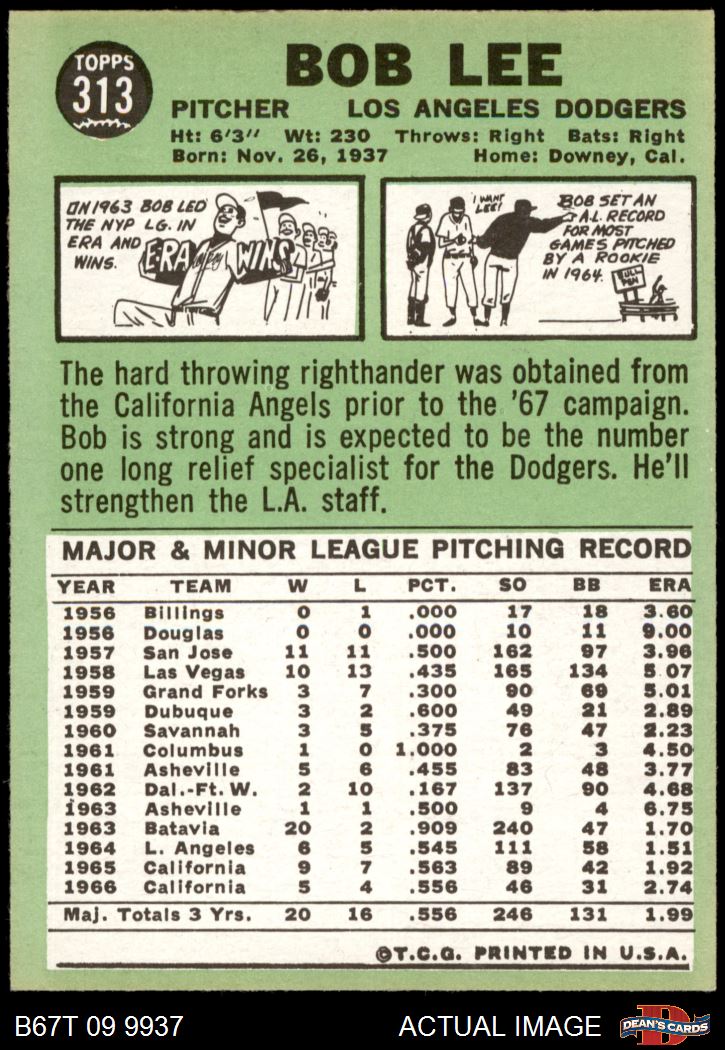 TOPPS
313
BOB LEE
PITCHER LOS ANGELES DODGERS
Ht: 6'3" Wt: 230 Throws: Right Bats: Right
Born: Nov. 26, 1937 Home: Downey, Cal.
ON 1963 BOB LED
THE NYP LG. IN
ERA AND
WINS.
ERA
WINS
I WANT
LEE!
BOB SET AN
A.L. RECORD
FOR MOST
GAMES PITCHED
BY A ROOKIE
IN 1964.
BULL
PEN
The hard throwing righthander was obtained from
the California Angels prior to the '67 campaign.
Bob is strong and is expected to be the number
one long relief specialist for the Dodgers. He'll
strengthen the L.A. staff.
MAJOR & MINOR LEAGUE PITCHING RECORD
YEAR TEAM W L PCT. SO BB ERA
1956 Billings 0 1 .000 17 18 3.60
1956 Douglas 0 0 .000 10 11 9.00
1957 San Jose 11 11 .500 162 97 3.96
1958 Las Vegas 10 13 .435 165 134 5.07
1959 Grand Forks 3 7 .300 90 69 5.01
1959 Dubuque 3 2 .600 49 21 2.89
1960 Savannah 3 5 .375 76 47 2.23
1961 Columbus 1 0 1.000 2 3 4.50
1961 Asheville 5 6 .455 83 48 3.77
1962 Dal.-Ft. W. 2 10 .167 137 90 4.68
1963 Asheville 1 1 .500 9 4 6.75
1963 Batavia 20 2 .909 240 47 1.70
1964 L. Angeles 6 5 .545 111 58 1.51
1965 California 9 7 .563 89 42 1.92
1966 California 5 4 .556 46 31 2.74
Maj. Totals 3 Yrs. 20 16 .556 246 131 1.99
©T.C.G. PRINTED IN U.S.A.
B67T 09 9937 ACTUAL IMAGE
D
DEAN'S CARDS